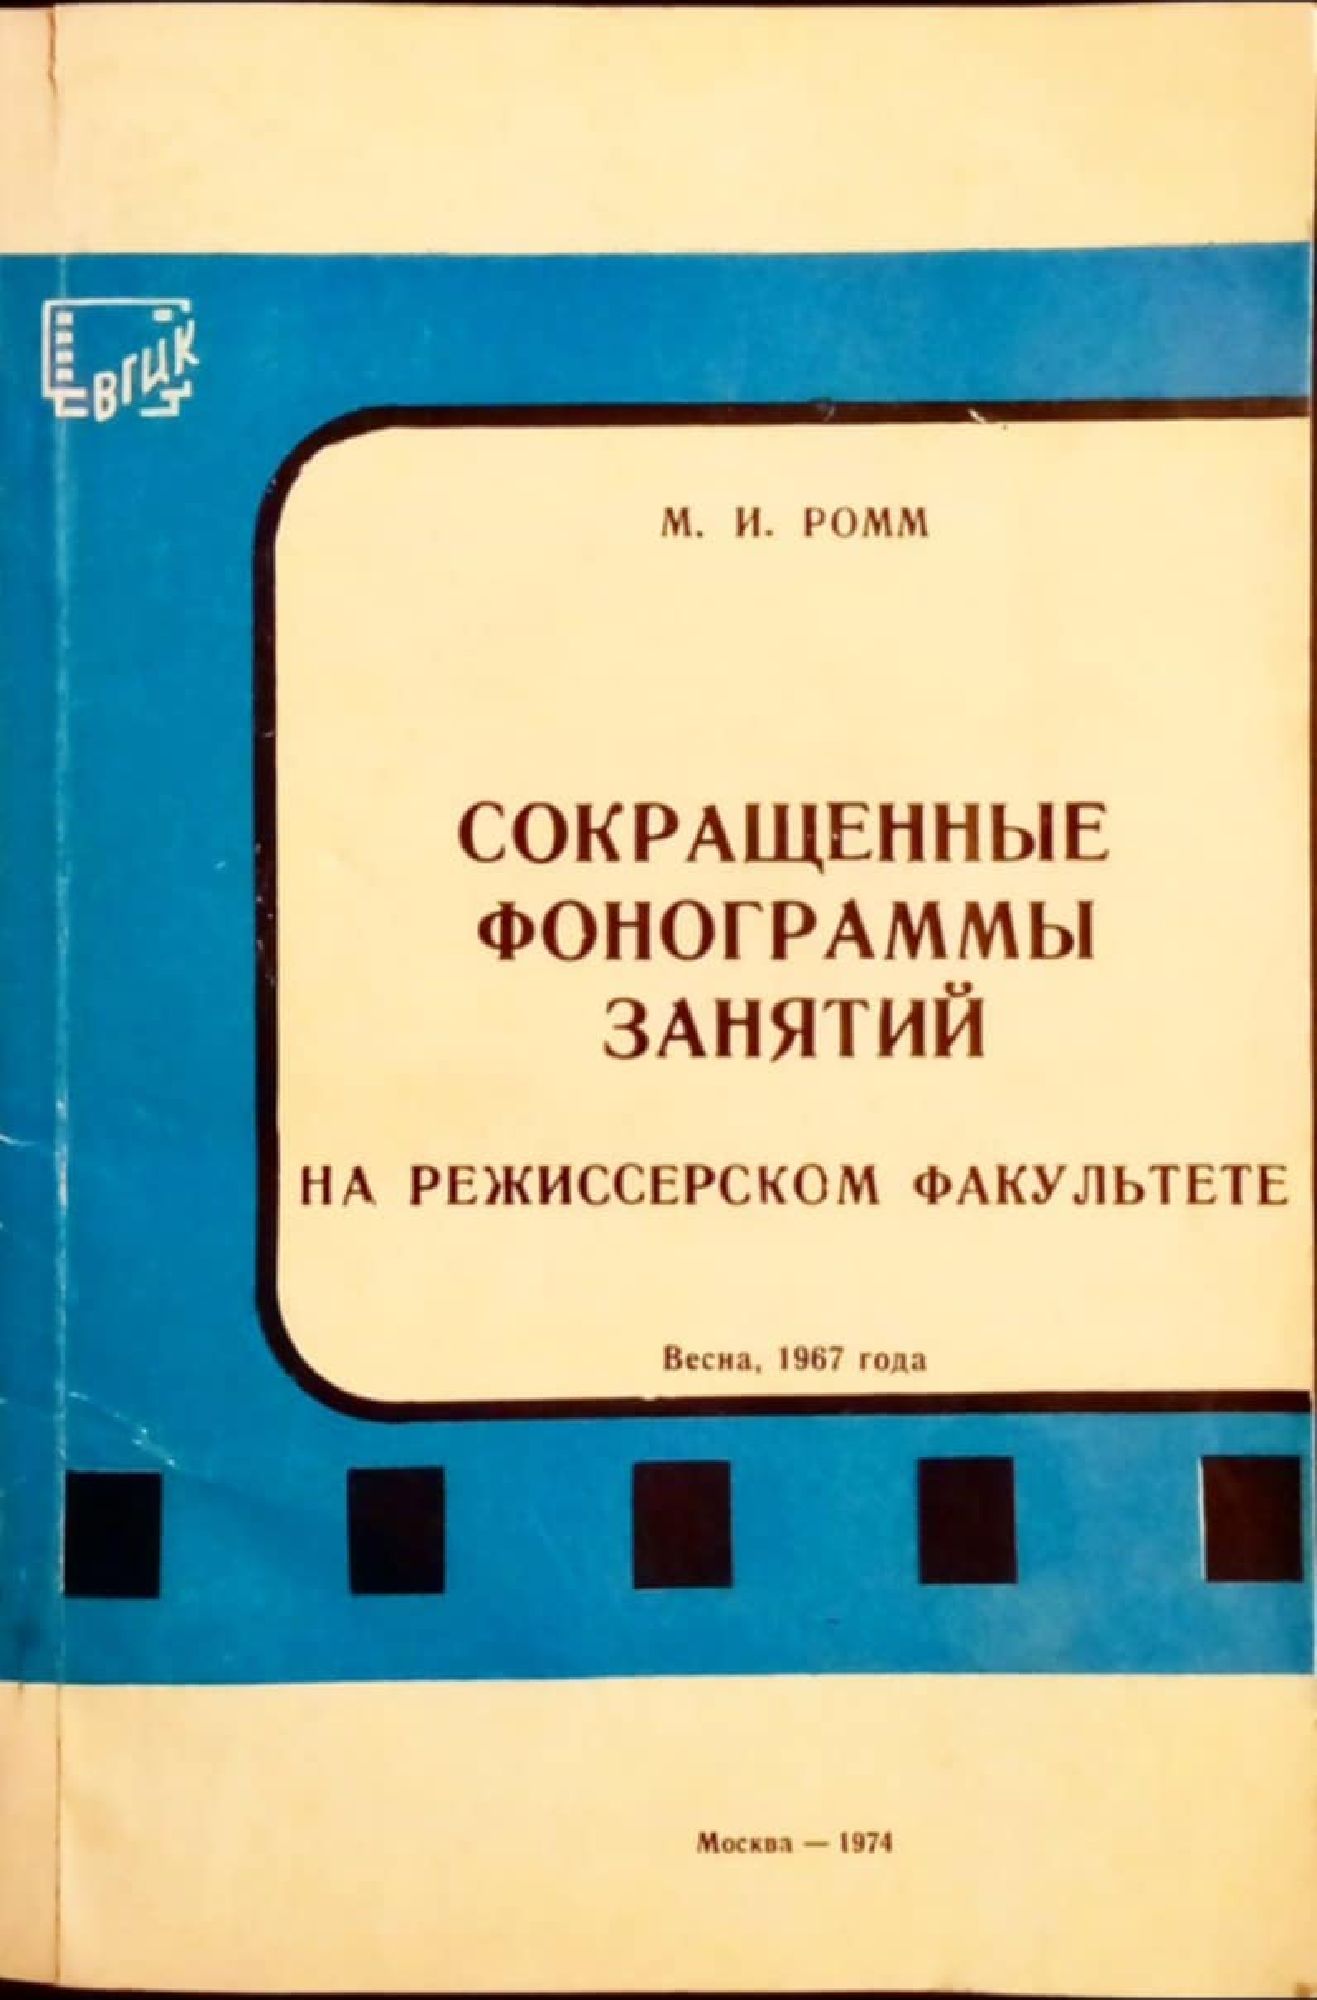 ВГИК
М. И. РОММ
СОКРАЩЕННЫЕ
ФОНОГРАММЫ
ЗАНЯТИЙ
НА РЕЖИССЕРСКОМ ФАКУЛЬТЕТЕ
Весна, 1967 года
Москва — 1974